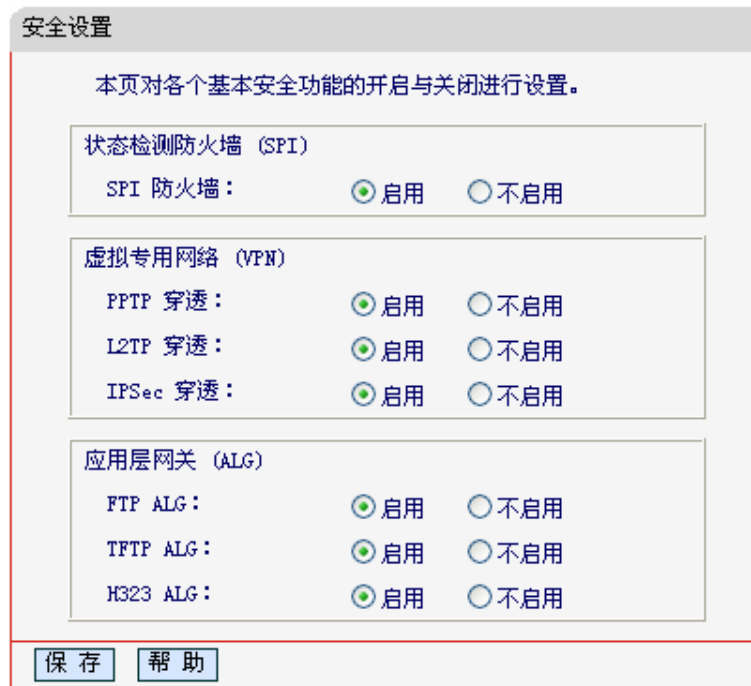 安全设置
本页对各个基本安全功能的开启与关闭进行设置。
状态检测防火墙 (SPI)
SPI 防火墙： 启用 不启用
虚拟专用网络 (VPN)
PPTP 穿透： 启用 不启用
L2TP 穿透： 启用 不启用
IPSec 穿透： 启用 不启用
应用层网关 (ALG)
FTP ALG： 启用 不启用
TFTP ALG： 启用 不启用
H323 ALG： 启用 不启用
保 存 帮 助